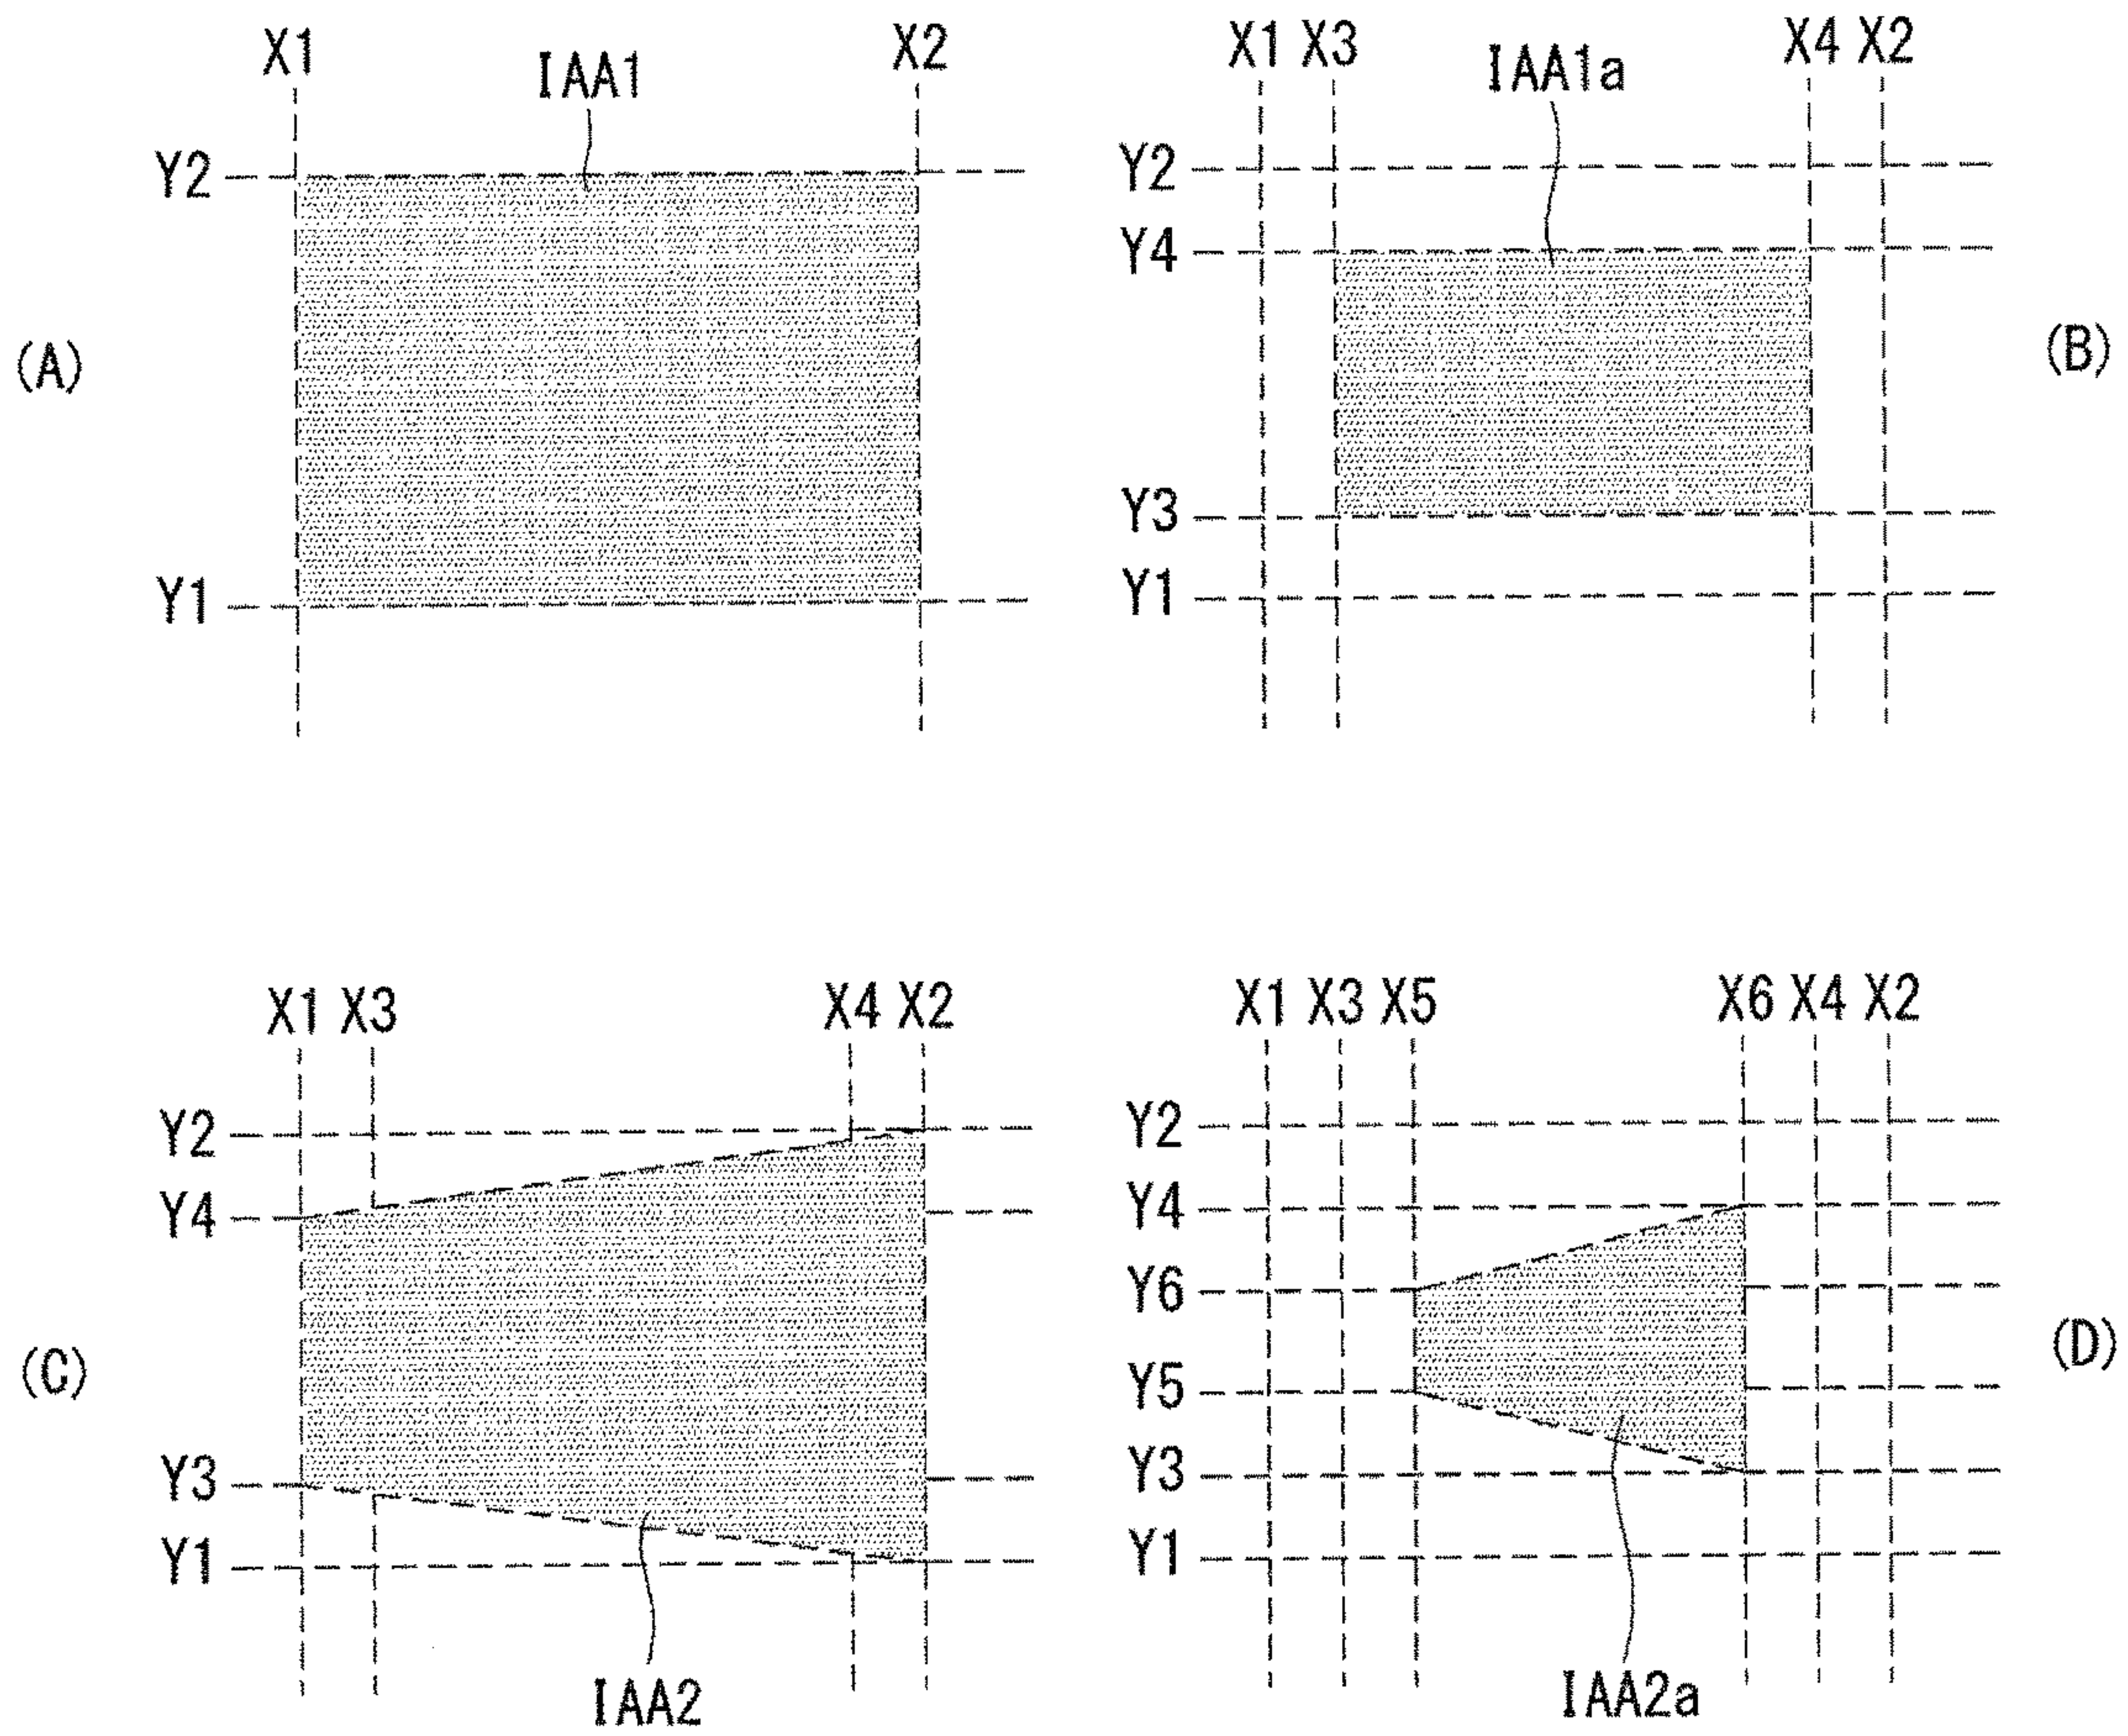 X1 IAA1 X2
Y2
(A)
Y1
X1 X3 IAA1a X4 X2
Y2
Y4
(B)
Y3
Y1
X1 X3 X4 X2
Y2
Y4
(C)
Y3
Y1
IAA2
X1 X3 X5 X6 X4 X2
Y2
Y4
Y6
(D)
Y5
Y3
Y1
IAA2a